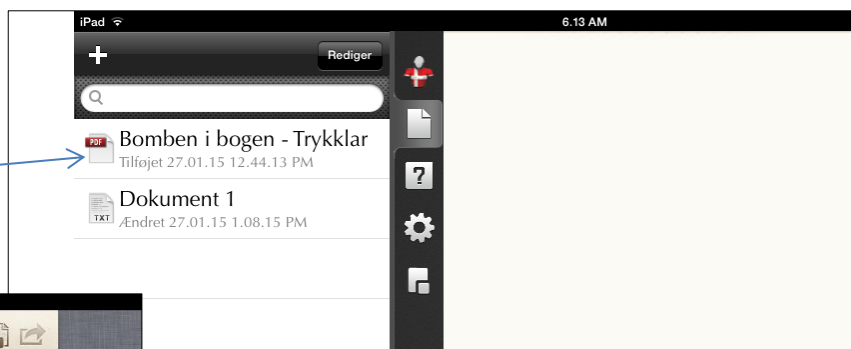 iPad 6.13 AM
Rediger
PDF
Bomben i bogen - Trykklar
Tilføjet 27.01.15 12.44.13 PM
?
Dokument 1
TXT
Ændret 27.01.15 1.08.15 PM